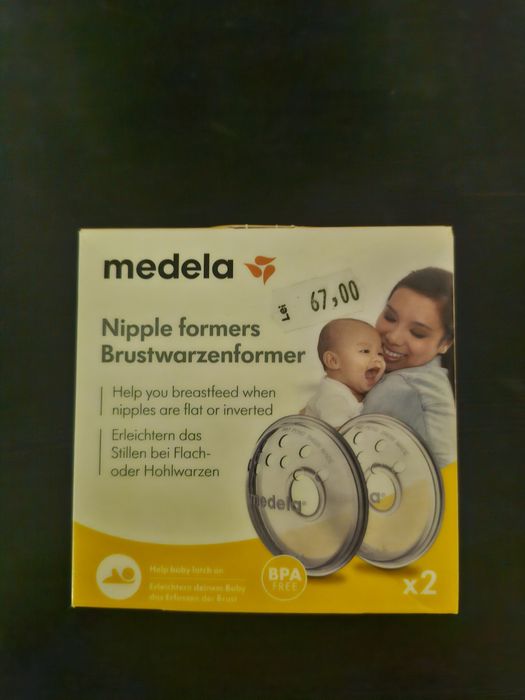 medela
Lei 67,00
Nipple formers
Brustwarzenformer
Help you breastfeed when
nipples are flat or inverted
Erleichtern das
Stillen bei Flach-
oder Hohlwarzen
medela
a
Help baby latch on
Erleichtern deinem Baby
das Erfassen der Brust
BPA
FREE
x2